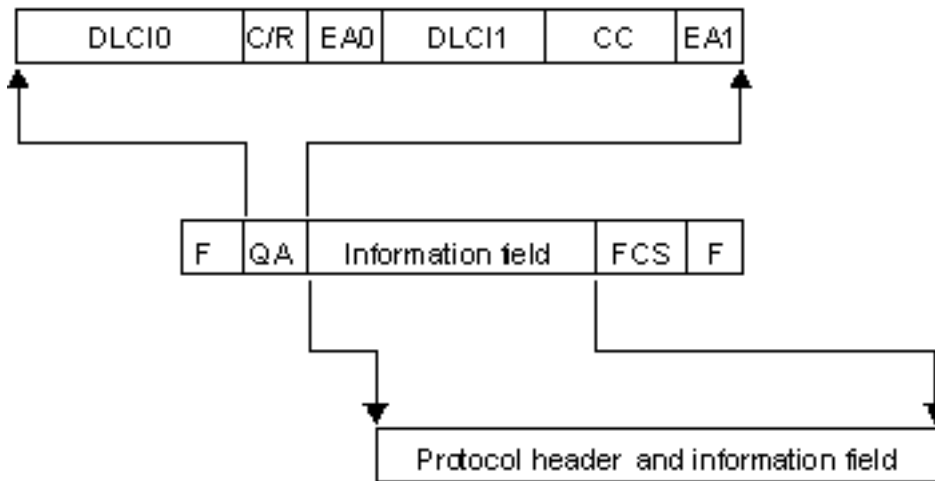 DLCI0 C/R EA0 DLCI1 CC EA1
F QA Information field FCS F
Protocol header and information field